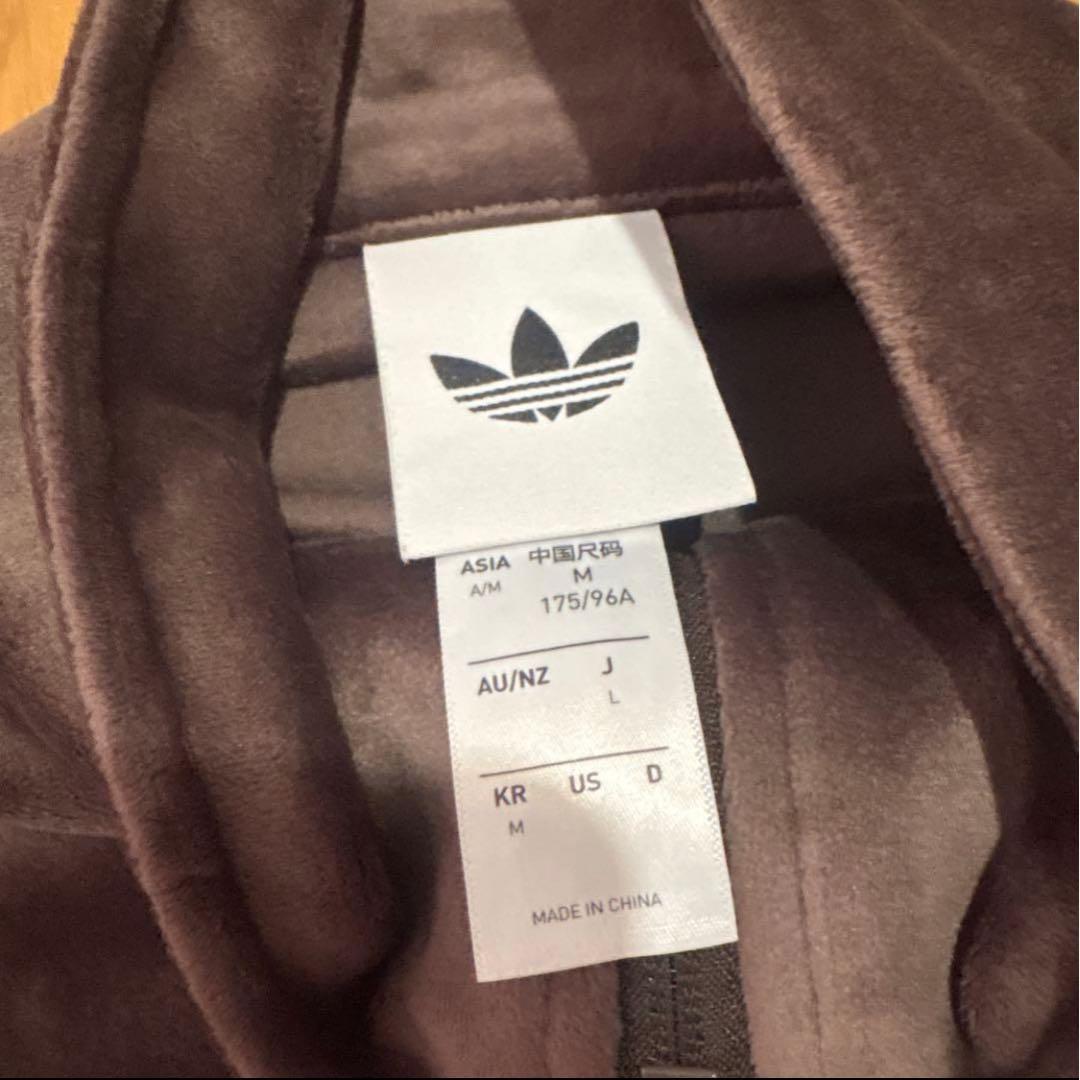 ASIA 中国尺码
A/M M
175/96A
AU/NZ J
L
KR US D
M
MADE IN CHINA